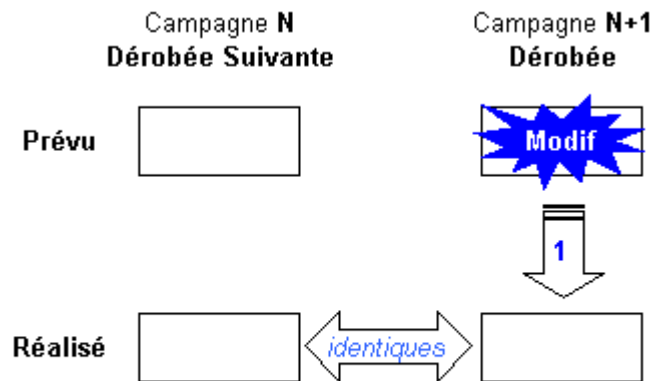 Campagne N
Dérobée Suivante
Campagne N+1
Dérobée
Prévu
Modif
1
Réalisé
identiques